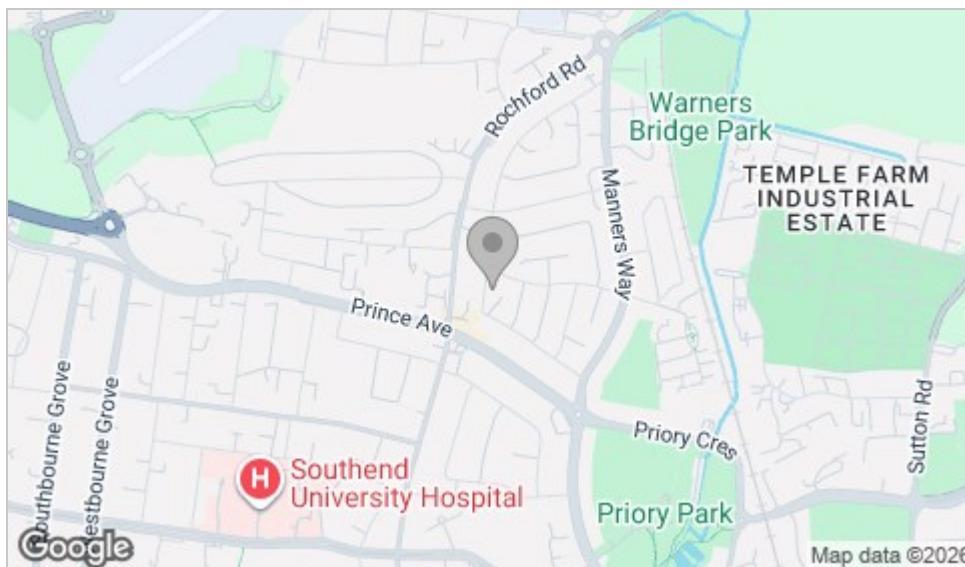 Rochford Rd
Warners
Bridge Park
TEMPLE FARM
INDUSTRIAL
ESTATE
Manners Way
Prince Ave
Routhbourne Grove
Westbourne Grove
Priory Cres
Sutton Rd
H
Southend
University Hospital
Priory Park
Google
Map data ©2026